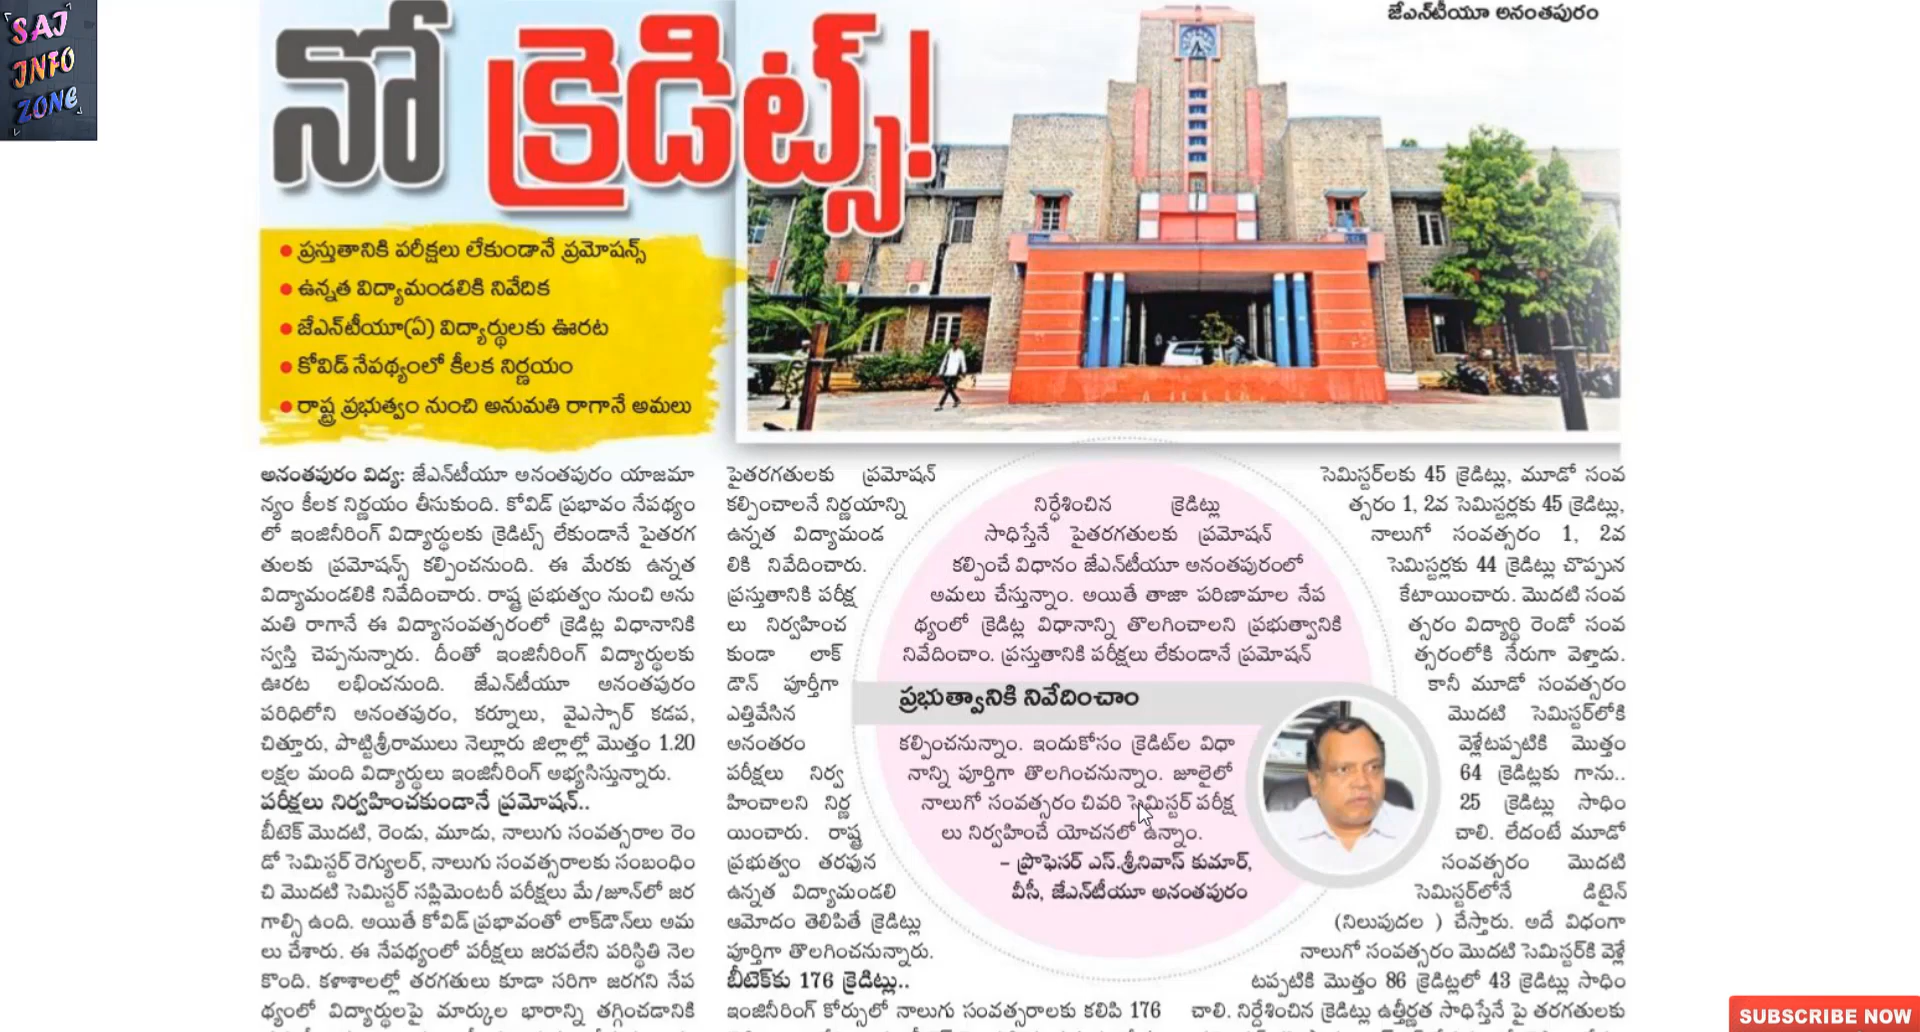 SAJ
INFO
ZONE
జేఎన్‌టీయూ అనంతపురం
నో క్రెడిట్స్!
• ప్రస్తుతానికి పరీక్షలు లేకుండానే ప్రమోషన్స్
• ఉన్నత విద్యామండలికి నివేదిక
• జేఎన్‌టీయూ(ఏ) విద్యార్థులకు ఊరట
• కోవిడ్ నేపథ్యంలో కీలక నిర్ణయం
• రాష్ట్ర ప్రభుత్వం నుంచి అనుమతి రాగానే అమలు
అనంతపురం విద్య: జేఎన్‌టీయూ అనంతపురం యాజమా
న్యం కీలక నిర్ణయం తీసుకుంది. కోవిడ్ ప్రభావం నేపథ్యం
లో ఇంజినీరింగ్ విద్యార్థులకు క్రెడిట్స్ లేకుండానే పైతరగ
తులకు ప్రమోషన్స్ కల్పించనుంది. ఈ మేరకు ఉన్నత
విద్యామండలికి నివేదించారు. రాష్ట్ర ప్రభుత్వం నుంచి అను
మతి రాగానే ఈ విద్యాసంవత్సరంలో క్రెడిట్ల విధానానికి
స్వస్తి చెప్పనున్నారు. దీంతో ఇంజినీరింగ్ విద్యార్థులకు
ఊరట లభించనుంది. జేఎన్‌టీయూ అనంతపురం
పరిధిలోని అనంతపురం, కర్నూలు, వైఎస్సార్ కడప,
చిత్తూరు, పొట్టిశ్రీరాములు నెల్లూరు జిల్లాల్లో మొత్తం 1.20
లక్షల మంది విద్యార్థులు ఇంజినీరింగ్ అభ్యసిస్తున్నారు.
పరీక్షలు నిర్వహించకుండానే ప్రమోషన్..
బీటెక్ మొదటి, రెండు, మూడు, నాలుగు సంవత్సరాల రెం
డో సెమిస్టర్ రెగ్యులర్, నాలుగు సంవత్సరాలకు సంబంధిం
చి మొదటి సెమిస్టర్ సప్లిమెంటరీ పరీక్షలు మే/జూన్‌లో జర
గాల్సి ఉంది. అయితే కోవిడ్ ప్రభావంతో లాక్‌డౌన్‌లు అమ
లు చేశారు. ఈ నేపథ్యంలో పరీక్షలు జరపలేని పరిస్థితి నెల
కొంది. కళాశాలల్లో తరగతులు కూడా సరిగా జరగని నేప
థ్యంలో విద్యార్థులపై మార్కుల భారాన్ని తగ్గించడానికి
పైతరగతులకు ప్రమోషన్
కల్పించాలనే నిర్ణయాన్ని
ఉన్నత విద్యామండ
లికి నివేదించారు.
ప్రస్తుతానికి పరీక్ష
లు నిర్వహించ
కుండా లాక్
డౌన్ పూర్తిగా
ఎత్తివేసిన
అనంతరం
పరీక్షలు నిర్వ
హించాలని నిర్ణ
యించారు. రాష్ట్ర
ప్రభుత్వం తరఫున
ఉన్నత విద్యామండలి
ఆమోదం తెలిపితే క్రెడిట్లు
పూర్తిగా తొలగించనున్నారు.
బీటెక్‌కు 176 క్రెడిట్లు..
ఇంజినీరింగ్ కోర్సులో నాలుగు సంవత్సరాలకు కలిపి 176
నిర్దేశించిన క్రెడిట్లు
సాధిస్తేనే పైతరగతులకు ప్రమోషన్
కల్పించే విధానం జేఎన్‌టీయూ అనంతపురంలో
అమలు చేస్తున్నాం. అయితే తాజా పరిణామాల నేప
థ్యంలో క్రెడిట్ల విధానాన్ని తొలగించాలని ప్రభుత్వానికి
నివేదించాం. ప్రస్తుతానికి పరీక్షలు లేకుండానే ప్రమోషన్
ప్రభుత్వానికి నివేదించాం
కల్పించనున్నాం. ఇందుకోసం క్రెడిట్‌ల విధా
నాన్ని పూర్తిగా తొలగించనున్నాం. జూలైలో
నాలుగో సంవత్సరం చివరి సెమిస్టర్ పరీక్ష
లు నిర్వహించే యోచనలో ఉన్నాం.
– ప్రొఫెసర్ ఎస్.శ్రీనివాస్ కుమార్,
వీసీ, జేఎన్‌టీయూ అనంతపురం
సెమిస్టర్‌లకు 45 క్రెడిట్లు, మూడో సంవ
త్సరం 1, 2వ సెమిస్టర్లకు 45 క్రెడిట్లు,
నాలుగో సంవత్సరం 1, 2వ
సెమిస్టర్లకు 44 క్రెడిట్లు చొప్పున
కేటాయించారు. మొదటి సంవ
త్సరం విద్యార్థి రెండో సంవ
త్సరంలోకి నేరుగా వెళ్తాడు.
కానీ మూడో సంవత్సరం
మొదటి సెమిస్టర్‌లోకి
వెళ్లేటప్పటికి మొత్తం
64 క్రెడిట్లకు గాను..
25 క్రెడిట్లు సాధిం
చాలి. లేదంటే మూడో
సంవత్సరం మొదటి
సెమిస్టర్‌లోనే డిటైన్
(నిలుపుదల ) చేస్తారు. అదే విధంగా
నాలుగో సంవత్సరం మొదటి సెమిస్టర్‌కి వెళ్లే
టప్పటికి మొత్తం 86 క్రెడిట్లలో 43 క్రెడిట్లు సాధిం
చాలి. నిర్దేశించిన క్రెడిట్లు ఉత్తీర్ణత సాధిస్తేనే పై తరగతులకు
SUBSCRIBE NOW